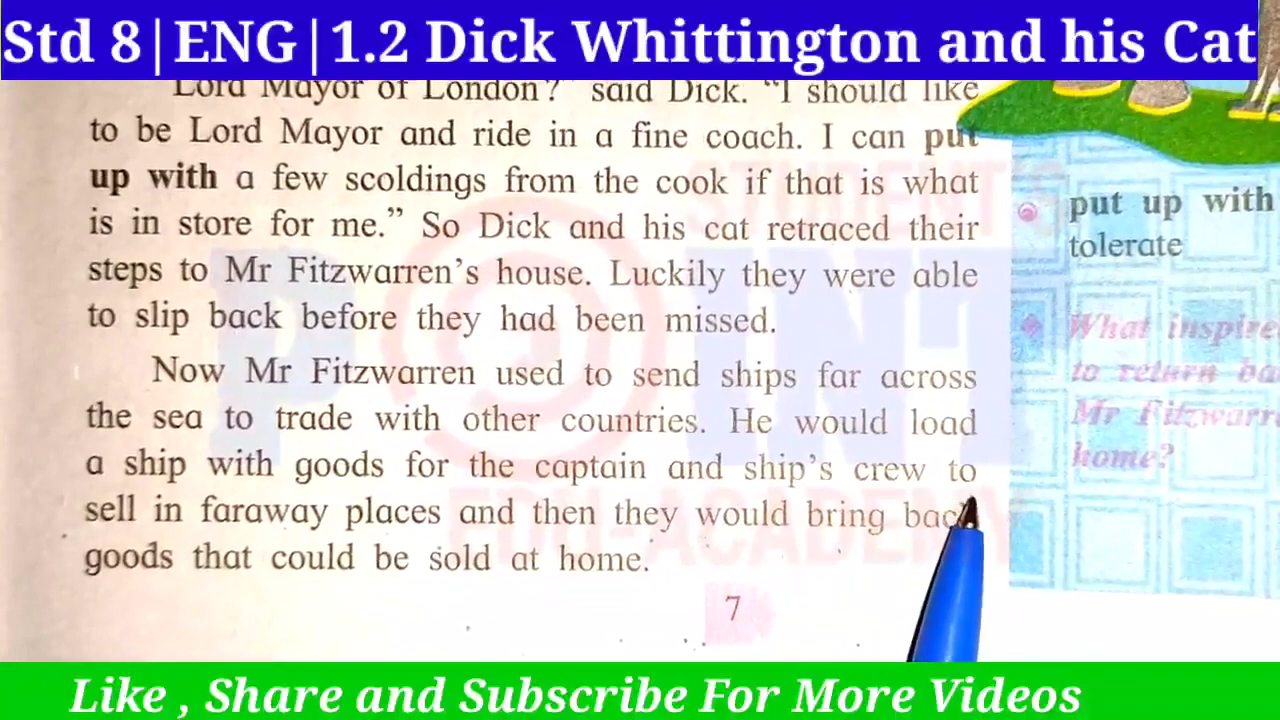 Std 8|ENG|1.2 Dick Whittington and his Cat
Lord Mayor of London?" said Dick. "I should like
to be Lord Mayor and ride in a fine coach. I can put
up with a few scoldings from the cook if that is what
is in store for me." So Dick and his cat retraced their
steps to Mr Fitzwarren's house. Luckily they were able
to slip back before they had been missed.
Now Mr Fitzwarren used to send ships far across
the sea to trade with other countries. He would load
a ship with goods for the captain and ship's crew to
sell in faraway places and then they would bring back
goods that could be sold at home.
7
put up with
tolerate
What inspire
to return ba
Mr Fitzwarr
home?
STUDENT'S
POINT
EDU-ACADEMY
Like , Share and Subscribe For More Videos